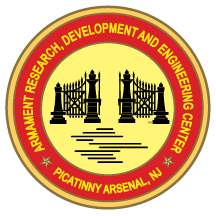 ARMAMENT RESEARCH, DEVELOPMENT AND ENGINEERING CENTER
PICATINNY ARSENAL, NJ